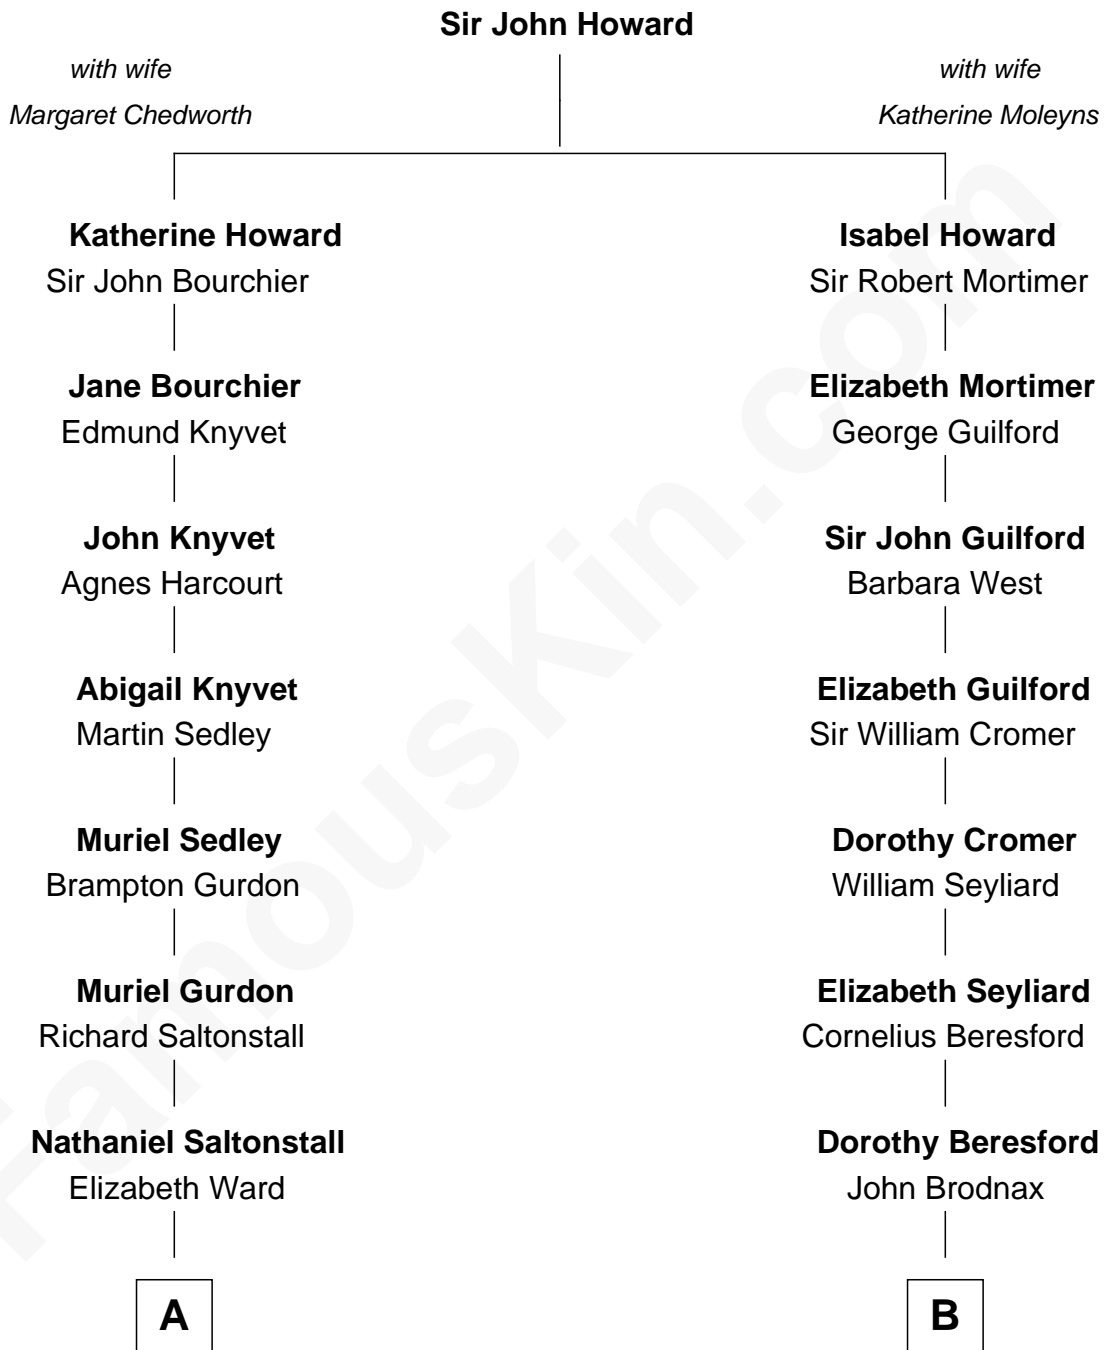 Sir John Howard
with wife
Margaret Chedworth
with wife
Katherine Moleyns
Katherine Howard
Sir John Bourchier
Isabel Howard
Sir Robert Mortimer
Jane Bourchier
Edmund Knyvet
Elizabeth Mortimer
George Guilford
John Knyvet
Agnes Harcourt
Sir John Guilford
Barbara West
Abigail Knyvet
Martin Sedley
Elizabeth Guilford
Sir William Cromer
Muriel Sedley
Brampton Gurdon
Dorothy Cromer
William Seyliard
Muriel Gurdon
Richard Saltonstall
Elizabeth Seyliard
Cornelius Beresford
Nathaniel Saltonstall
Elizabeth Ward
Dorothy Beresford
John Brodnax
A
B
FamousKin.com